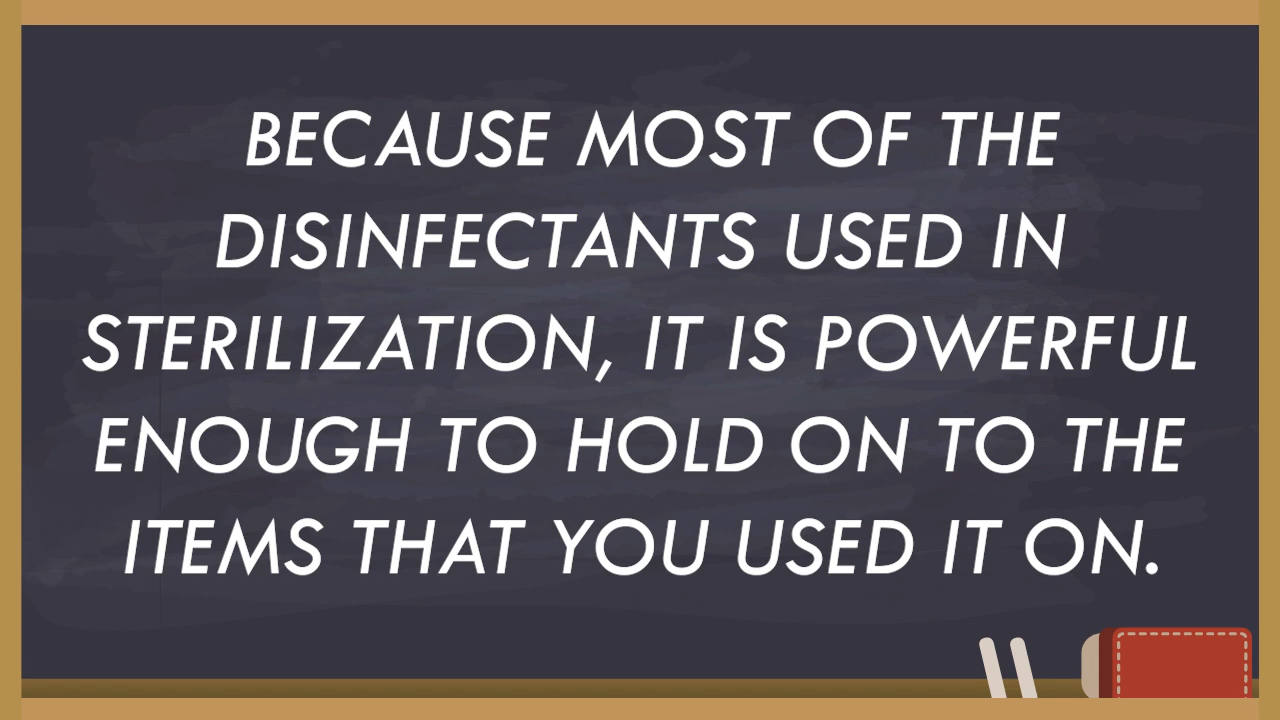 BECAUSE MOST OF THE
DISINFECTANTS USED IN
STERILIZATION, IT IS POWERFUL
ENOUGH TO HOLD ON TO THE
ITEMS THAT YOU USED IT ON.